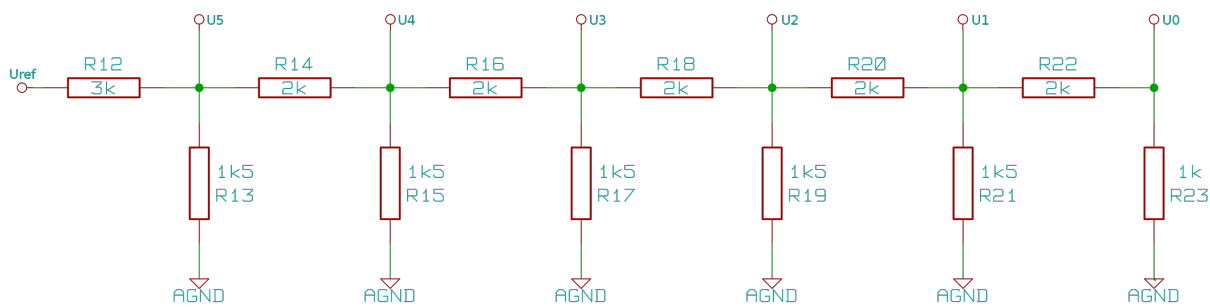 U5 U4 U3 U2 U1 U0
R12 R14 R16 R18 R20 R22
Uref
3k 2k 2k 2k 2k 2k
1k5 1k5 1k5 1k5 1k5 1k
R13 R15 R17 R19 R21 R23
AGND AGND AGND AGND AGND AGND